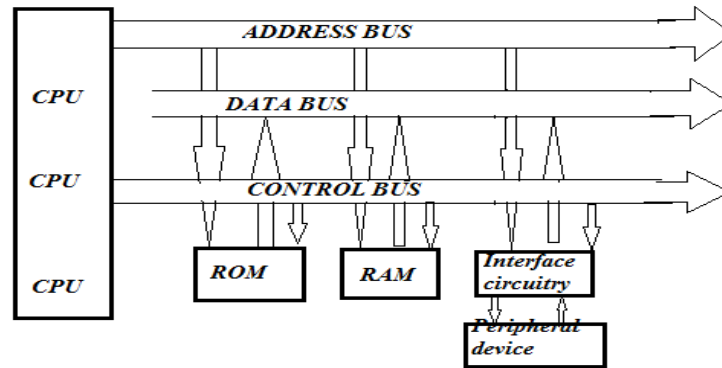 ADDRESS BUS
CPU
DATA BUS
CPU
CONTROL BUS
CPU
ROM
RAM
Interface
circuitry
Peripheral
device